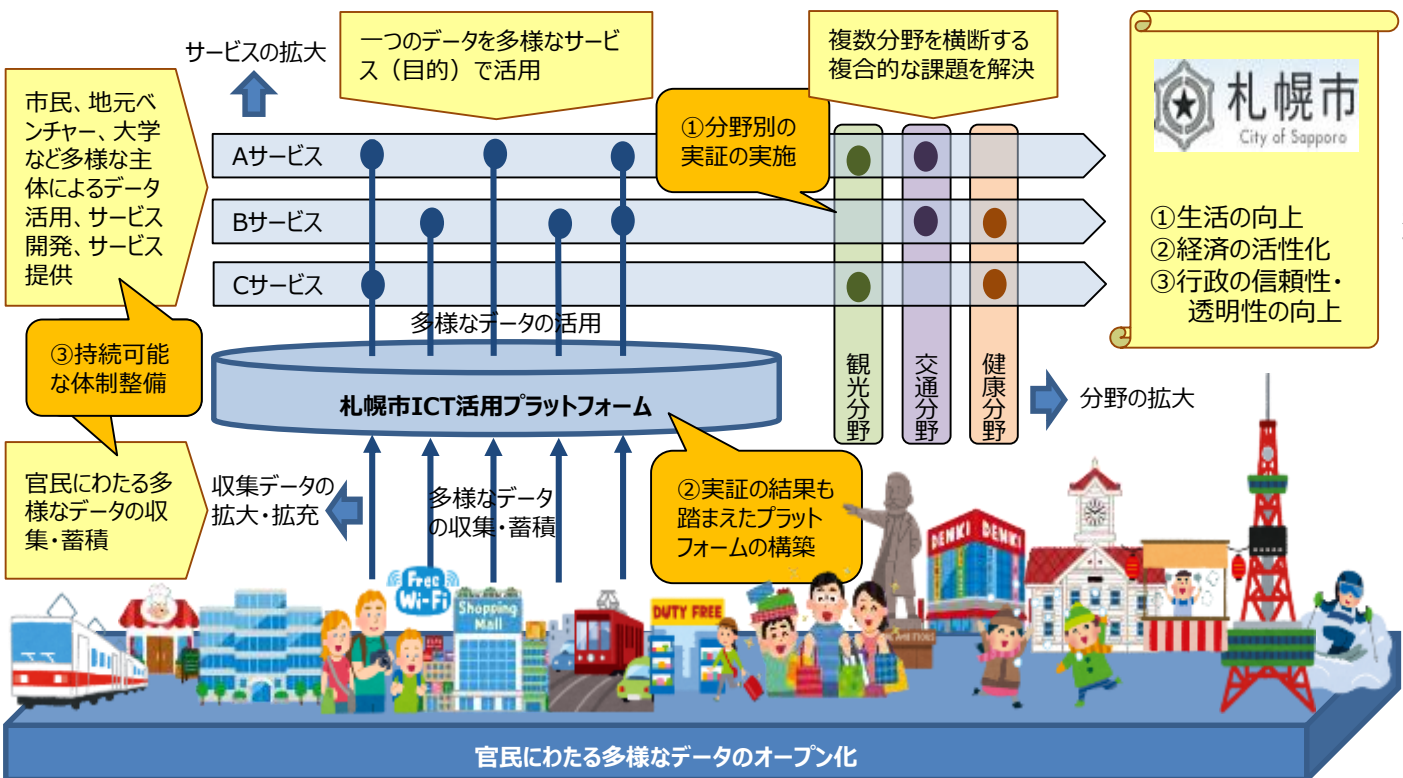 サービスの拡大
一つのデータを多様なサービ
ス（目的）で活用
複数分野を横断する
複合的な課題を解決
札幌市
City of Sapporo
市民、地元ベ
ンチャー、大学
など多様な主
体によるデータ
活用、サービス
開発、サービス
提供
①分野別の
実証の実施
Aサービス
Bサービス
Cサービス
①生活の向上
②経済の活性化
③行政の信頼性・
透明性の向上
多様なデータの活用
③持続可能
な体制整備
札幌市ICT活用プラットフォーム
観光分野
交通分野
健康分野
分野の拡大
官民にわたる多
様なデータの収
集・蓄積
収集データの
拡大・拡充
多様なデータ
の収集・蓄積
②実証の結果も
踏まえたプラット
フォームの構築
Free
Wi-Fi
Shopping
Mall
DUTY FREE
DENKI DENKI
官民にわたる多様なデータのオープン化